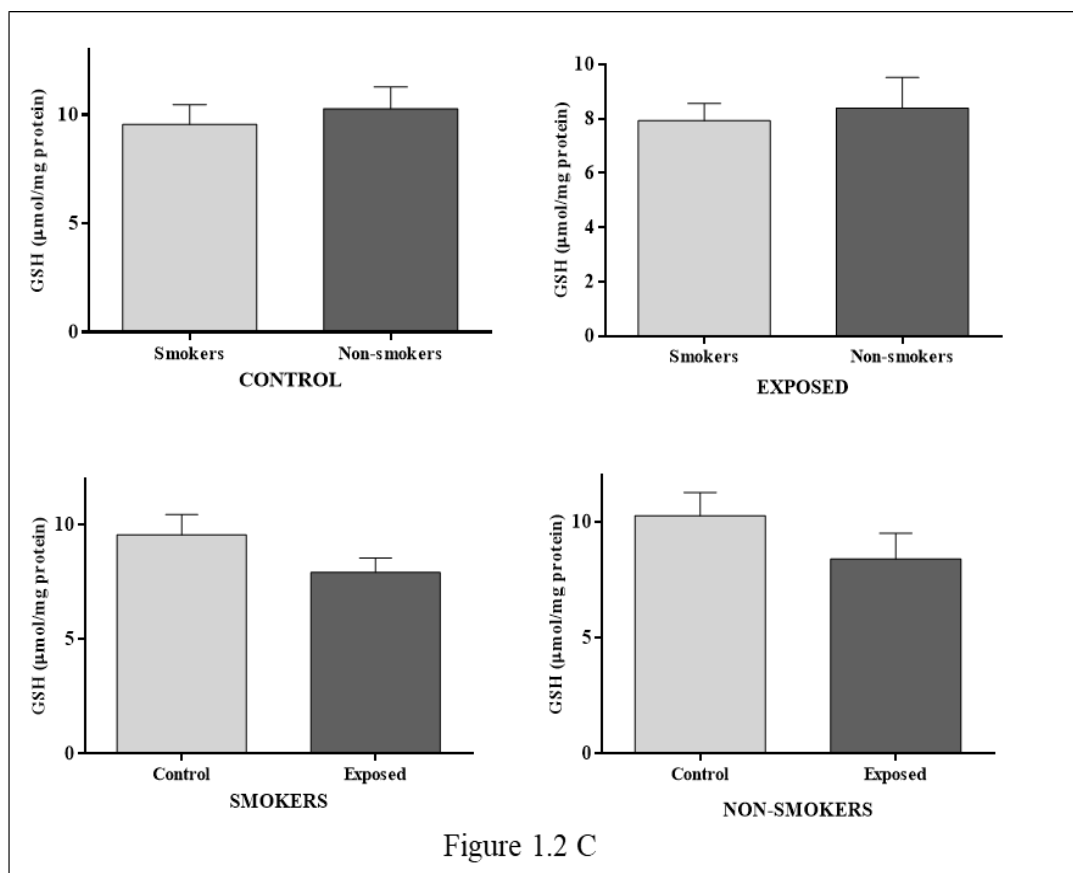 GSH (µmol/mg protein)
10
5
0
Smokers Non-smokers
CONTROL
GSH (µmol/mg protein)
10
8
6
4
2
0
Smokers Non-smokers
EXPOSED
GSH (µmol/mg protein)
10
5
0
Control Exposed
SMOKERS
GSH (µmol/mg protein)
10
5
0
Control Exposed
NON-SMOKERS
Figure 1.2 C